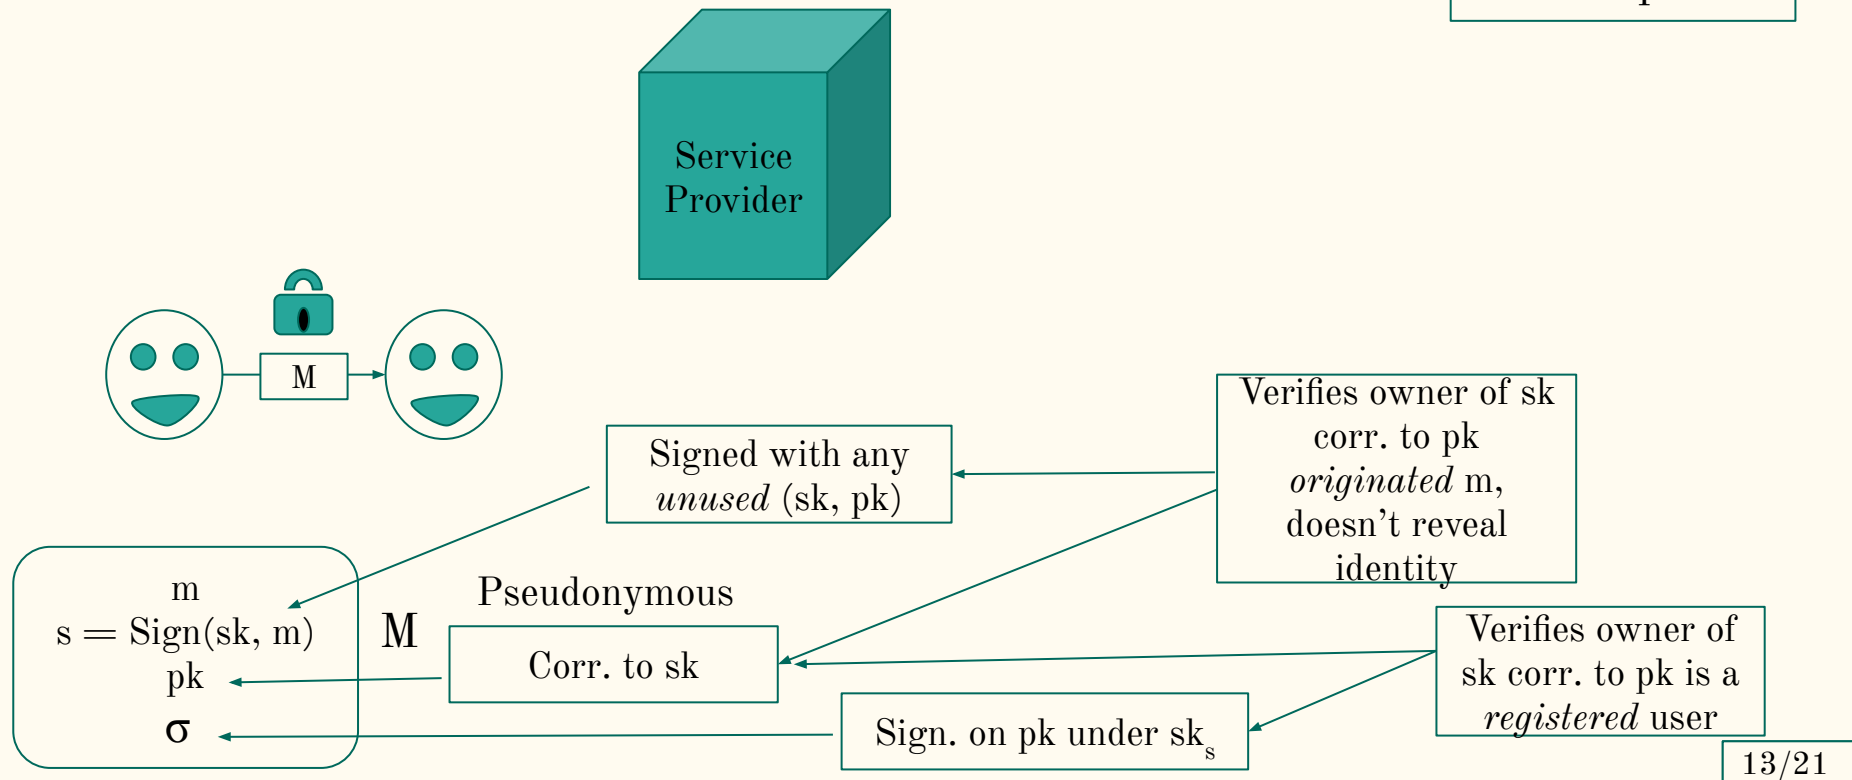 Service
Provider
M
Signed with any
unused (sk, pk)
Verifies owner of sk
corr. to pk
originated m,
doesn't reveal
identity
m
s = Sign(sk, m)
pk
σ
M
Pseudonymous
Corr. to sk
Sign. on pk under skₛ
Verifies owner of
sk corr. to pk is a
registered user
13/21